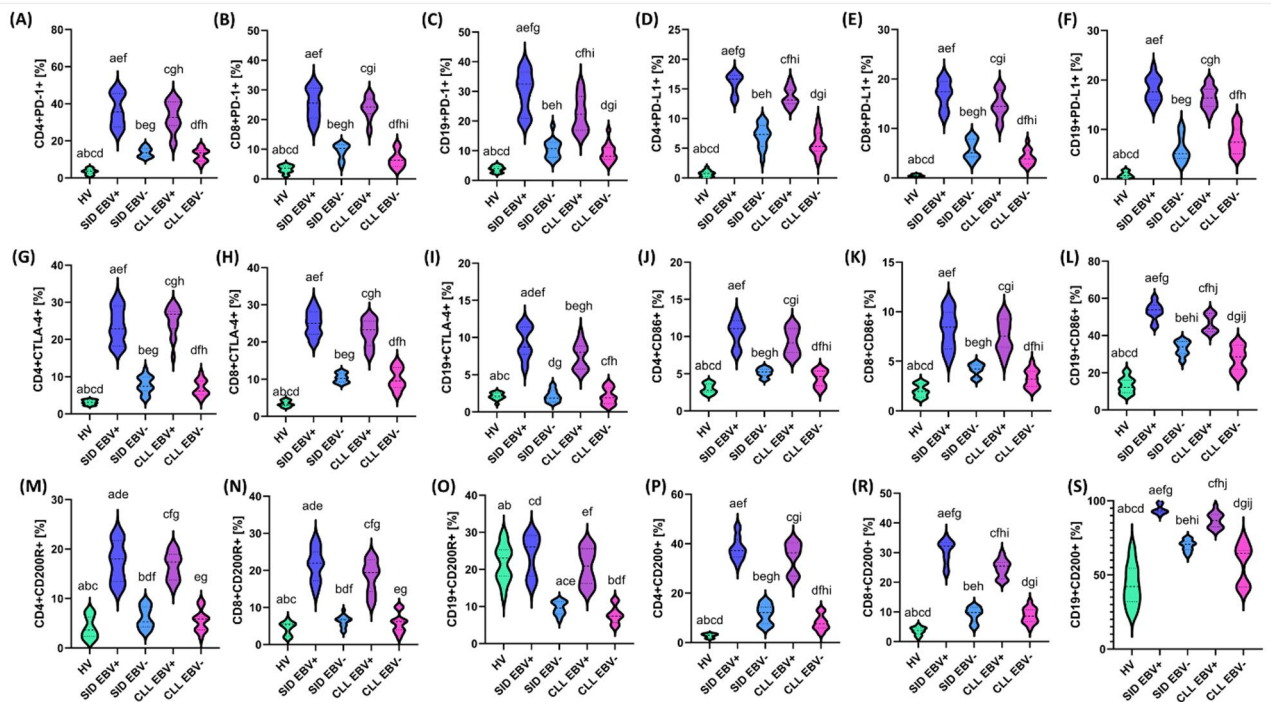 (A)
CD4+PD-1+ [%]
80
60
40
20
0
abcd
aef
beg
cgh
dfh
HV
SID EBV+
SID EBV-
CLL EBV+
CLL EBV-
(B)
CD8+PD-1+ [%]
50
40
30
20
10
0
abcd
aef
begh
cgi
dfhi
HV
SID EBV+
SID EBV-
CLL EBV+
CLL EBV-
(C)
CD19+PD-1+ [%]
50
40
30
20
10
0
abcd
aefg
beh
cfhi
dgi
HV
SID EBV+
SID EBV-
CLL EBV+
CLL EBV-
(D)
CD4+PD-L1+ [%]
25
20
15
10
5
0
abcd
aefg
beh
cfhi
dgi
HV
SID EBV+
SID EBV-
CLL EBV+
CLL EBV-
(E)
CD8+PD-L1+ [%]
30
20
10
0
abcd
aef
begh
cgi
dfhi
HV
SID EBV+
SID EBV-
CLL EBV+
CLL EBV-
(F)
CD19+PD-L1+ [%]
30
20
10
0
abcd
aef
beg
cgh
dfh
HV
SID EBV+
SID EBV-
CLL EBV+
CLL EBV-
(G)
CD4+CTLA-4+ [%]
40
30
20
10
0
abcd
aef
beg
cgh
dfh
HV
SID EBV+
SID EBV-
CLL EBV+
CLL EBV-
(H)
CD8+CTLA-4+ [%]
40
30
20
10
0
abcd
aef
beg
cgh
dfh
HV
SID EBV+
SID EBV-
CLL EBV+
CLL EBV-
(I)
CD19+CTLA-4+ [%]
20
15
10
5
0
abc
adef
dg
begh
cfh
HV
SID EBV+
SID EBV-
CLL EBV+
CLL EBV-
(J)
CD4+CD86+ [%]
20
15
10
5
0
abcd
aef
begh
cgi
dfhi
HV
SID EBV+
SID EBV-
CLL EBV+
CLL EBV-
(K)
CD8+CD86+ [%]
15
10
5
0
abcd
aef
begh
cgi
dfhi
HV
SID EBV+
SID EBV-
CLL EBV+
CLL EBV-
(L)
CD19+CD86+ [%]
80
60
40
20
0
abcd
aefg
behi
cfhj
dgij
HV
SID EBV+
SID EBV-
CLL EBV+
CLL EBV-
(M)
CD4+CD200R+ [%]
30
20
10
0
abc
ade
bdf
cfg
eg
HV
SID EBV+
SID EBV-
CLL EBV+
CLL EBV-
(N)
CD8+CD200R+ [%]
40
30
20
10
0
abc
ade
bdf
cfg
eg
HV
SID EBV+
SID EBV-
CLL EBV+
CLL EBV-
(O)
CD19+CD200R+ [%]
40
30
20
10
0
ab
cd
ace
ef
bdf
HV
SID EBV+
SID EBV-
CLL EBV+
CLL EBV-
(P)
CD4+CD200+ [%]
60
40
20
0
abcd
aef
begh
cgi
dfhi
HV
SID EBV+
SID EBV-
CLL EBV+
CLL EBV-
(R)
CD8+CD200+ [%]
50
40
30
20
10
0
abcd
aefg
beh
cfhi
dgi
HV
SID EBV+
SID EBV-
CLL EBV+
CLL EBV-
(S)
CD19+CD200+ [%]
100
50
0
abcd
aefg
behi
cfhj
dgij
HV
SID EBV+
SID EBV-
CLL EBV+
CLL EBV-